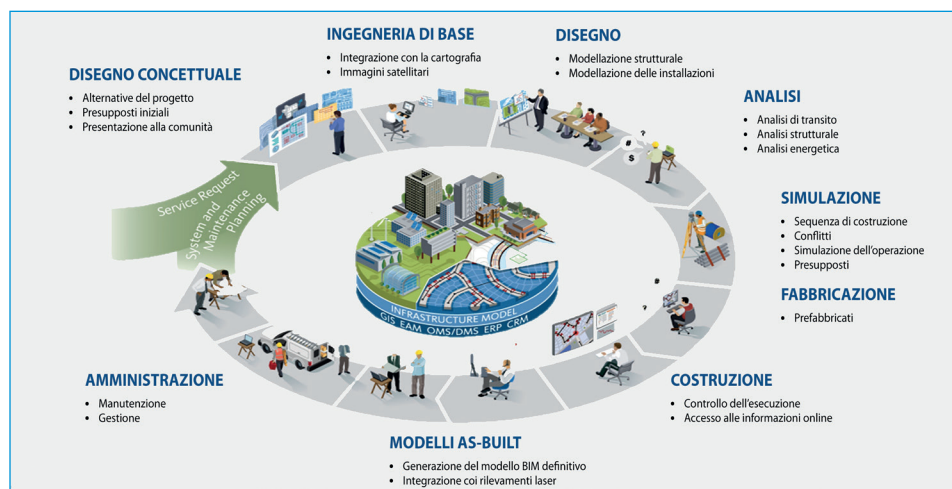 INGEGNERIA DI BASE
• Integrazione con la cartografia
• Immagini satellitari
DISEGNO
• Modellazione strutturale
• Modellazione delle installazioni
DISEGNO CONCETTUALE
• Alternative del progetto
• Presupposti iniziali
• Presentazione alla comunità
ANALISI
• Analisi di transito
• Analisi strutturale
• Analisi energetica
SIMULAZIONE
• Sequenza di costruzione
• Conflitti
• Simulazione dell'operazione
• Presupposti
FABBRICAZIONE
• Prefabbricati
Service Request
System and
Maintenance
Planning
?
#
$
INFRASTRUCTURE MODEL
GIS EAM OMS/DMS ERP CRM
?
AMMINISTRAZIONE
• Manutenzione
• Gestione
COSTRUZIONE
• Controllo dell'esecuzione
• Accesso alle informazioni online
MODELLI AS-BUILT
• Generazione del modello BIM definitivo
• Integrazione coi rilevamenti laser